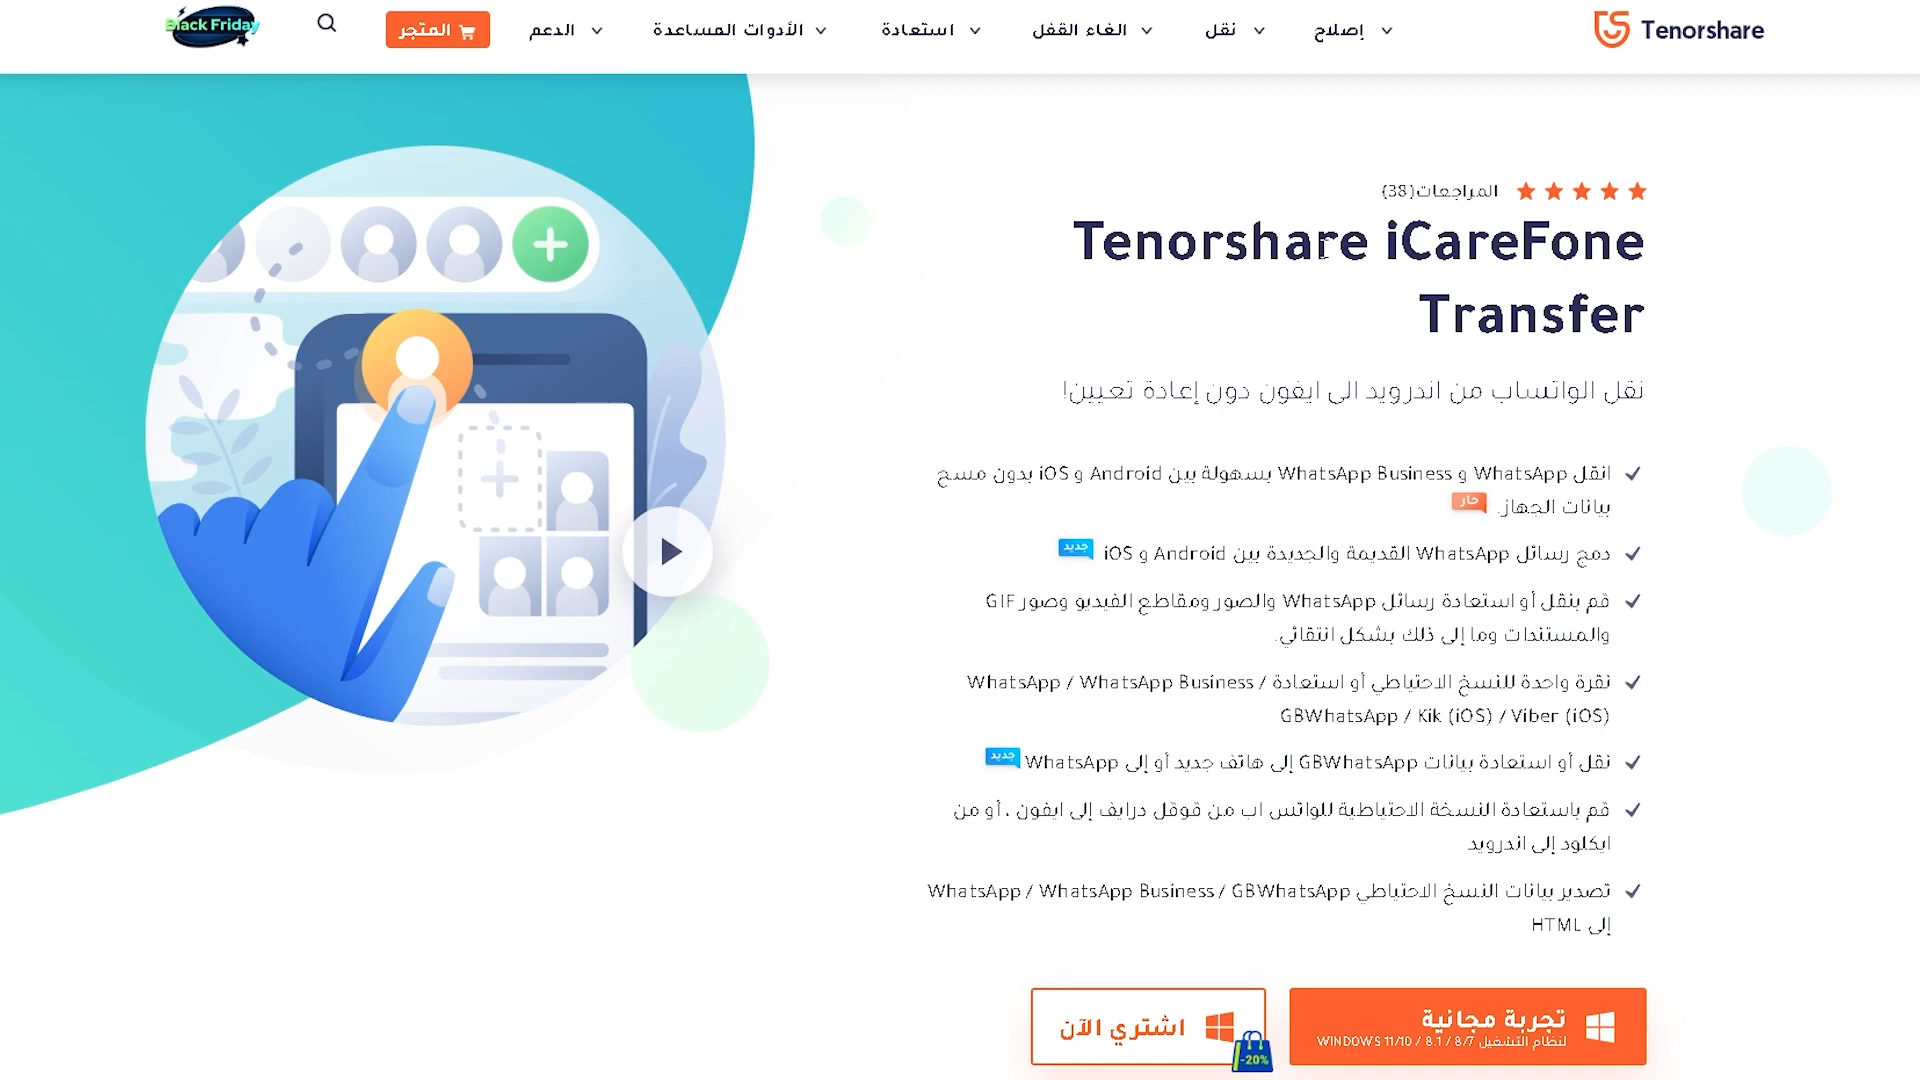 Tenorshare
إصلاح
نقل
الغاء القفل
استعادة
الأدوات المساعدة
الدعم
المتجر
Black Friday
المراجعات(38)
Tenorshare iCareFone
Transfer
نقل الواتساب من اندرويد الى ايفون دون إعادة تعيين!
انقل WhatsApp و WhatsApp Business بسهولة بين Android و iOS بدون مسح
بيانات الجهاز. حار
دمج رسائل WhatsApp القديمة والجديدة بين Android و iOS جديد
قم بنقل أو استعادة رسائل WhatsApp والصور ومقاطع الفيديو وصور GIF
والمستندات وما إلى ذلك بشكل انتقائي.
نقرة واحدة للنسخ الاحتياطي أو استعادة WhatsApp / WhatsApp Business /
GBWhatsApp / Kik (iOS) / Viber (iOS)
نقل أو استعادة بيانات GBWhatsApp إلى هاتف جديد أو إلى WhatsApp جديد
قم باستعادة النسخة الاحتياطية للواتس اب من قوقل درايف إلى ايفون ، أو من
ايكلود إلى اندرويد
تصدير بيانات النسخ الاحتياطي WhatsApp / WhatsApp Business / GBWhatsApp
إلى HTML
تجربة مجانية
لنظام التشغيل WINDOWS 11/10 / 8.1 / 8/7
اشتري الآن
-20%